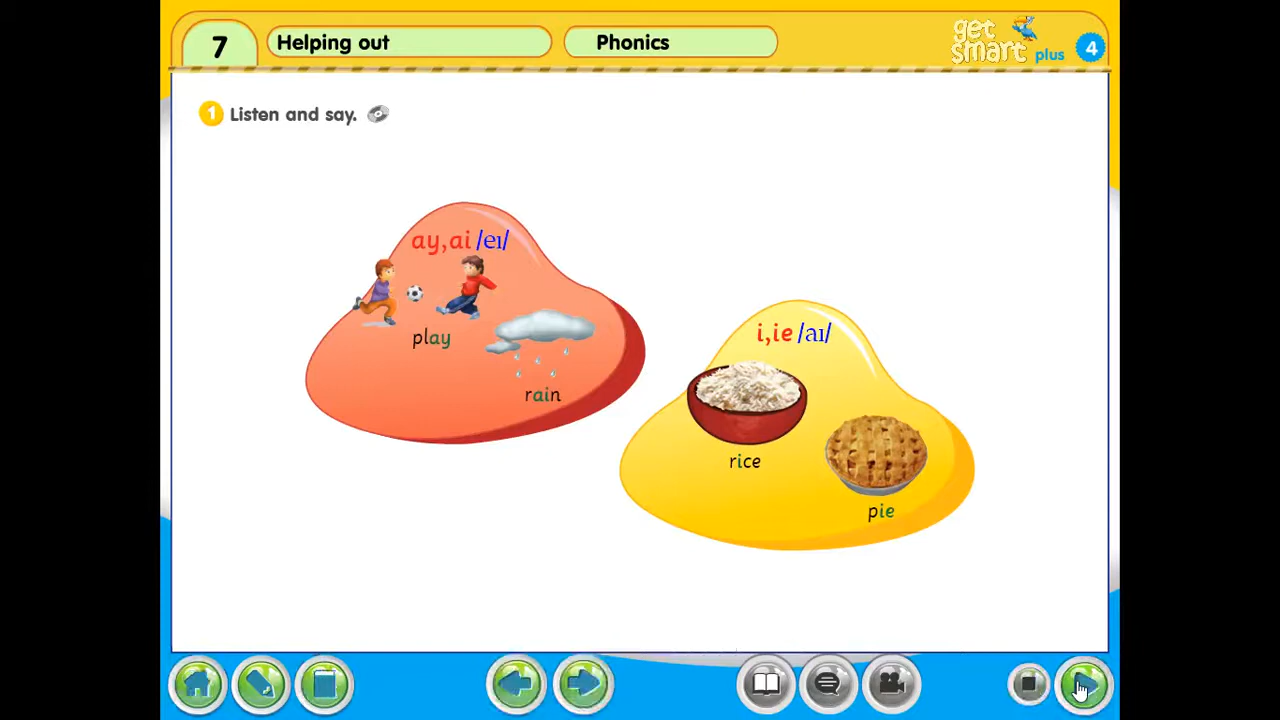 7
Helping out
Phonics
get
smart
plus
4
1 Listen and say.
ay,ai /eɪ/
play
rain
i,ie /aɪ/
rice
pie